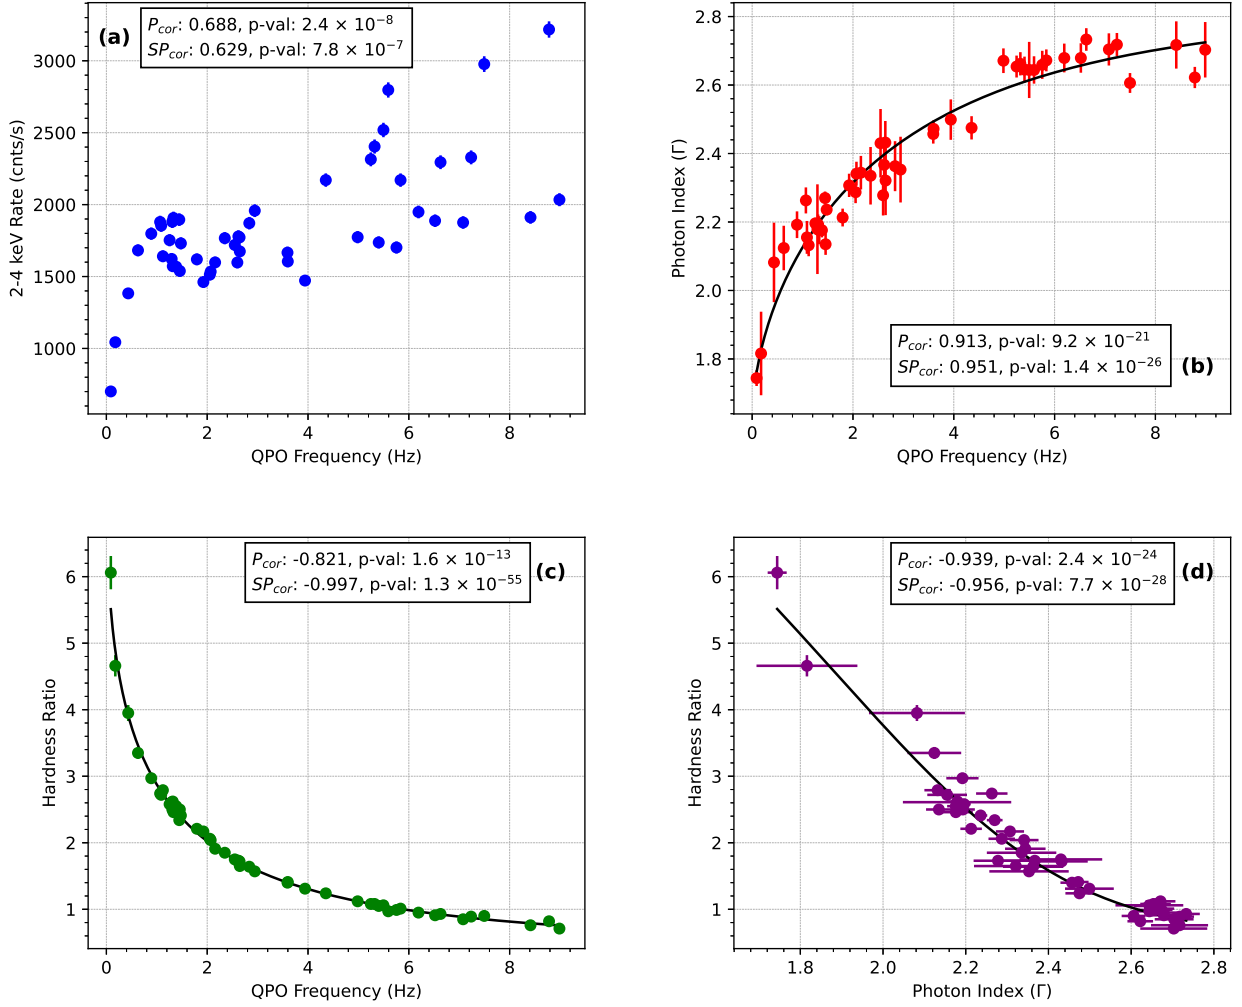 (a)
P_cor: 0.688, p-val: 2.4 × 10^−8
SP_cor: 0.629, p-val: 7.8 × 10^−7
3000
2500
2000
1500
1000
2-4 keV Rate (cnts/s)
0 2 4 6 8
QPO Frequency (Hz)
2.8
2.6
2.4
2.2
2.0
1.8
Photon Index (Γ)
P_cor: 0.913, p-val: 9.2 × 10^−21
SP_cor: 0.951, p-val: 1.4 × 10^−26
(b)
0 2 4 6 8
QPO Frequency (Hz)
P_cor: -0.821, p-val: 1.6 × 10^−13
SP_cor: -0.997, p-val: 1.3 × 10^−55
(c)
6
5
4
3
2
1
Hardness Ratio
0 2 4 6 8
QPO Frequency (Hz)
P_cor: -0.939, p-val: 2.4 × 10^−24
SP_cor: -0.956, p-val: 7.7 × 10^−28
(d)
6
5
4
3
2
1
Hardness Ratio
1.8 2.0 2.2 2.4 2.6 2.8
Photon Index (Γ)